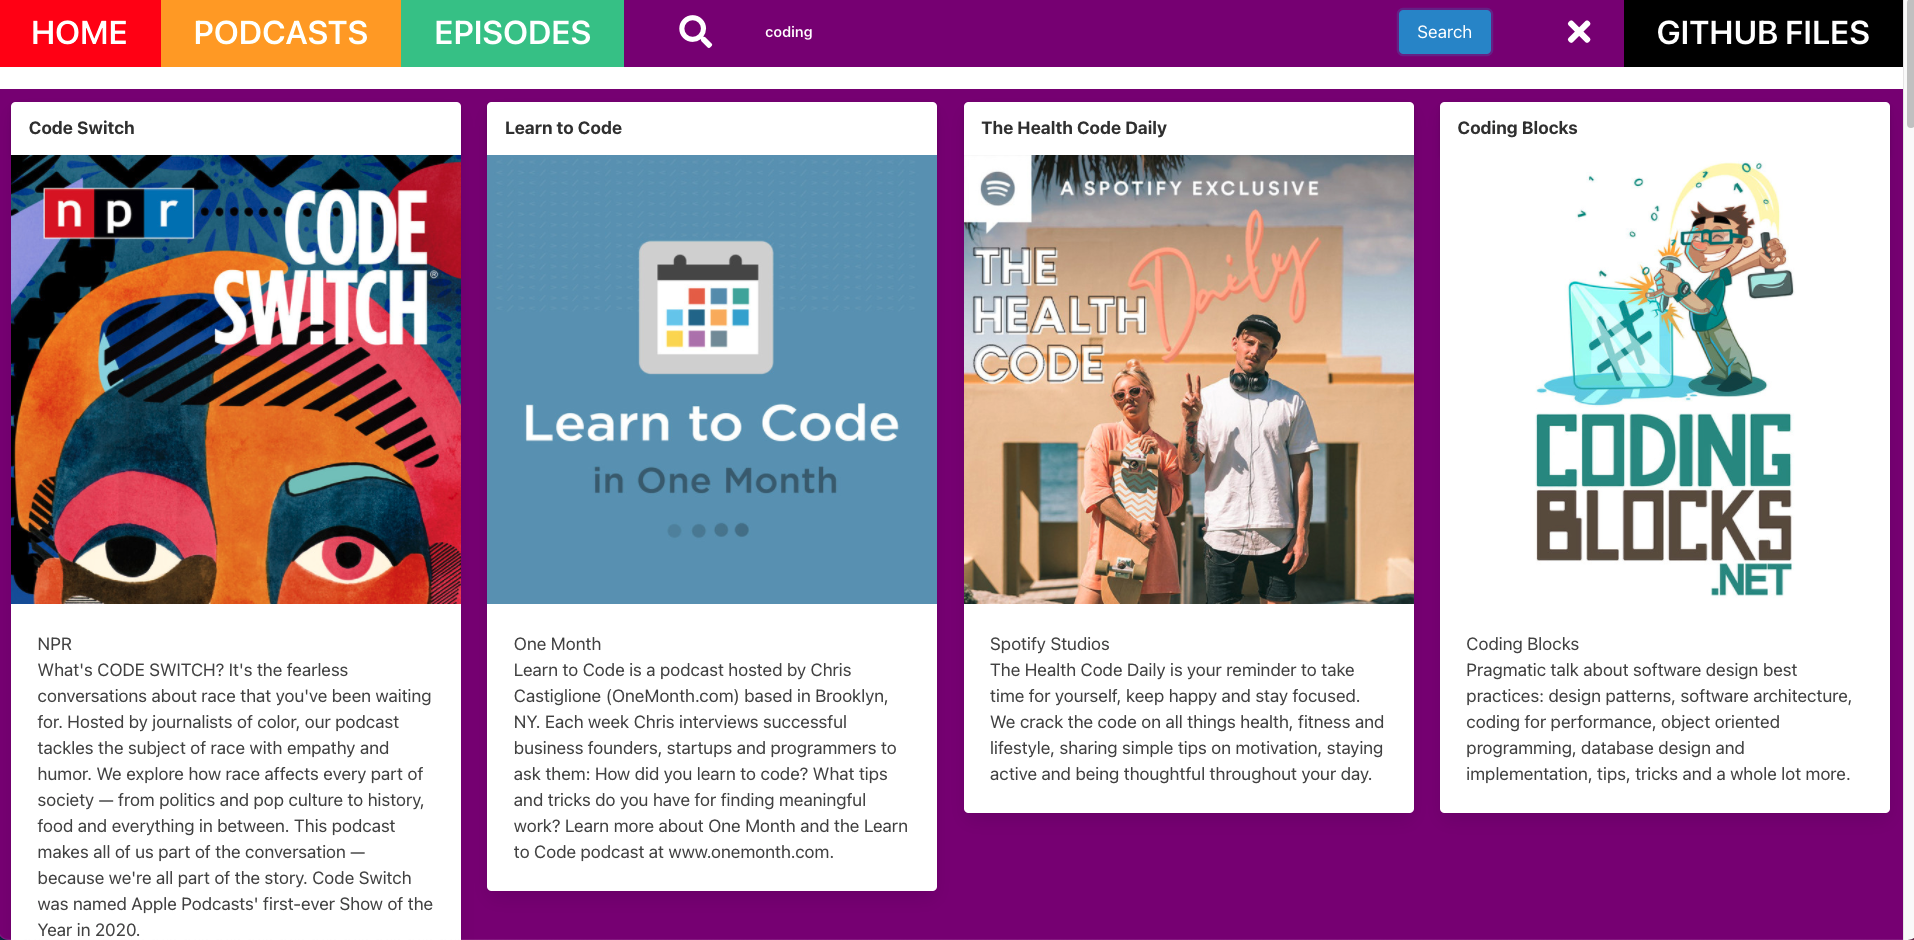 HOME
PODCASTS
EPISODES
coding
Search
GITHUB FILES
Code Switch
npr
CODE
SW!TCH®
NPR
What's CODE SWITCH? It's the fearless
conversations about race that you've been waiting
for. Hosted by journalists of color, our podcast
tackles the subject of race with empathy and
humor. We explore how race affects every part of
society — from politics and pop culture to history,
food and everything in between. This podcast
makes all of us part of the conversation —
because we're all part of the story. Code Switch
was named Apple Podcasts' first-ever Show of the
Year in 2020.
Learn to Code
Learn to Code
in One Month
One Month
Learn to Code is a podcast hosted by Chris
Castiglione (OneMonth.com) based in Brooklyn,
NY. Each week Chris interviews successful
business founders, startups and programmers to
ask them: How did you learn to code? What tips
and tricks do you have for finding meaningful
work? Learn more about One Month and the Learn
to Code podcast at www.onemonth.com.
The Health Code Daily
A SPOTIFY EXCLUSIVE
THE
HEALTH
CODE
Daily
Spotify Studios
The Health Code Daily is your reminder to take
time for yourself, keep happy and stay focused.
We crack the code on all things health, fitness and
lifestyle, sharing simple tips on motivation, staying
active and being thoughtful throughout your day.
Coding Blocks
CODING
BLOCKS
.NET
Coding Blocks
Pragmatic talk about software design best
practices: design patterns, software architecture,
coding for performance, object oriented
programming, database design and
implementation, tips, tricks and a whole lot more.